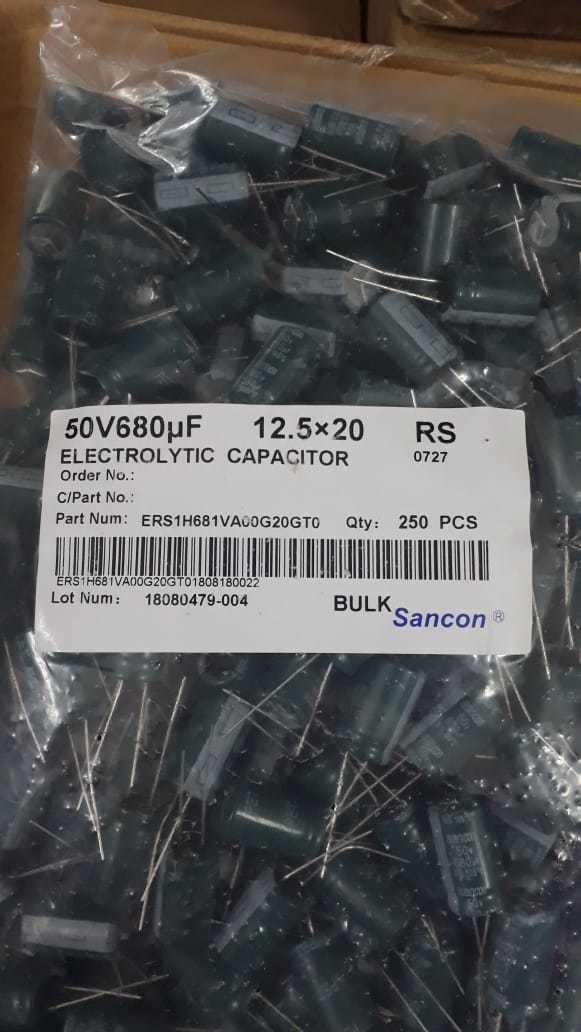 50V680µF 12.5×20 RS
ELECTROLYTIC CAPACITOR 0727
Order No.:
C/Part No.:
Part Num: ERS1H681VA00G20GT0 Qty: 250 PCS
ERS1H681VA00G20GT01808180022
Lot Num: 18080479-004 BULK Sancon ®